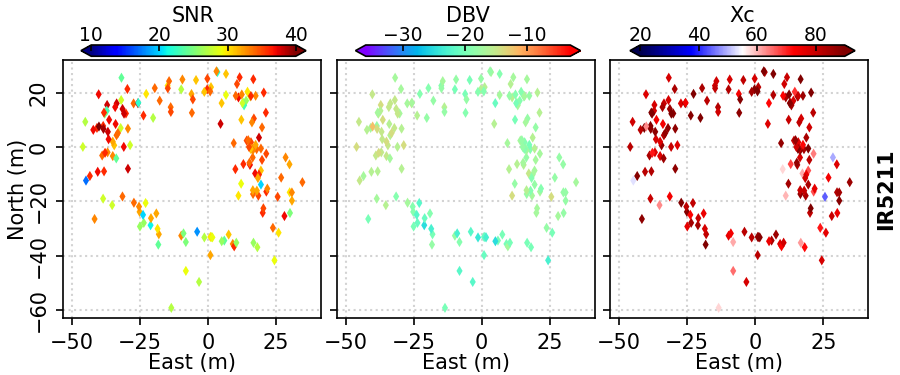 SNR DBV Xc
10 20 30 40 −30 −20 −10 20 40 60 80
20
0
−20
−40
−60
North (m)
IR5211
−50 −25 0 25 −50 −25 0 25 −50 −25 0 25
East (m) East (m) East (m)